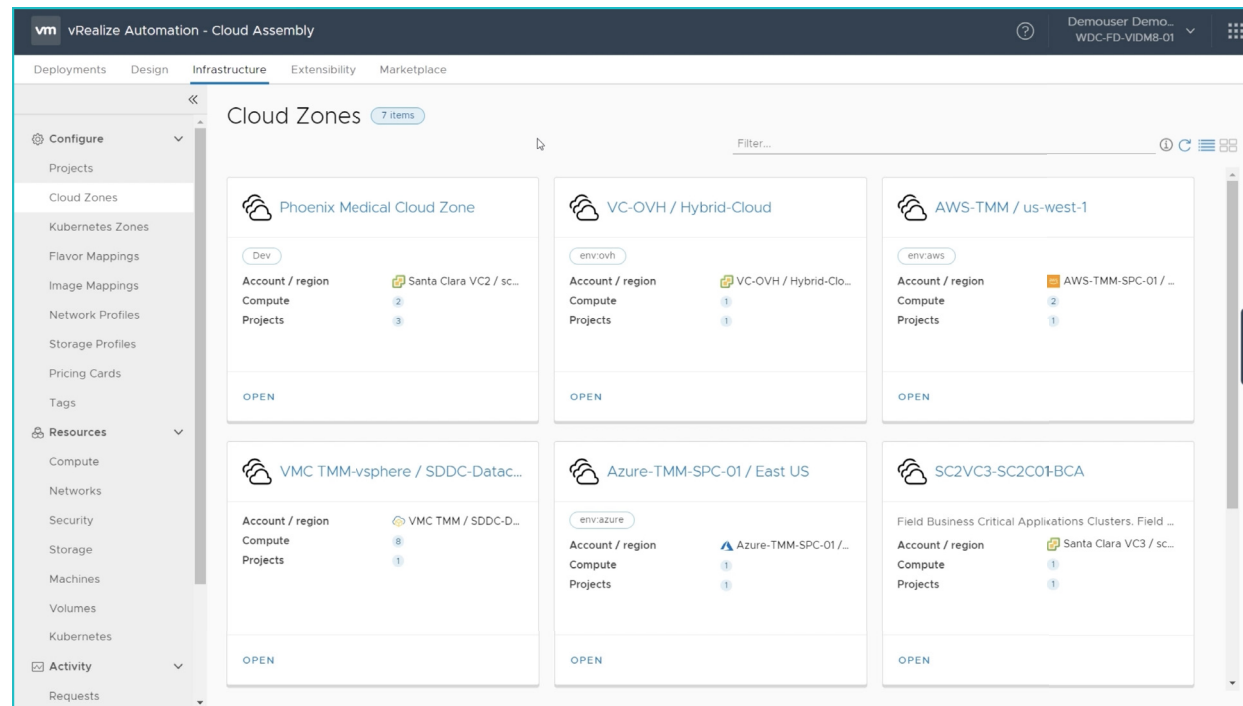 vm vRealize Automation - Cloud Assembly
Demouser Demo...
WDC-FD-VIDM8-01
Deployments Design Infrastructure Extensibility Marketplace
Configure
Projects
Cloud Zones
Kubernetes Zones
Flavor Mappings
Image Mappings
Network Profiles
Storage Profiles
Pricing Cards
Tags
Resources
Compute
Networks
Security
Storage
Machines
Volumes
Kubernetes
Activity
Requests
Cloud Zones 7 items
Filter...
Phoenix Medical Cloud Zone
Dev
Account / region Santa Clara VC2 / sc...
Compute 2
Projects 3
OPEN
VC-OVH / Hybrid-Cloud
env:ovh
Account / region VC-OVH / Hybrid-Clo...
Compute 1
Projects 1
OPEN
AWS-TMM / us-west-1
env:aws
Account / region AWS-TMM-SPC-01 / ...
Compute 2
Projects 1
OPEN
VMC TMM-vsphere / SDDC-Datac...
Account / region VMC TMM / SDDC-D...
Compute 8
Projects 1
OPEN
Azure-TMM-SPC-01 / East US
env:azure
Account / region Azure-TMM-SPC-01 /...
Compute 1
Projects 1
OPEN
SC2VC3-SC2C01-BCA
Field Business Critical Applications Clusters. Field ...
Account / region Santa Clara VC3 / sc...
Compute 1
Projects 1
OPEN